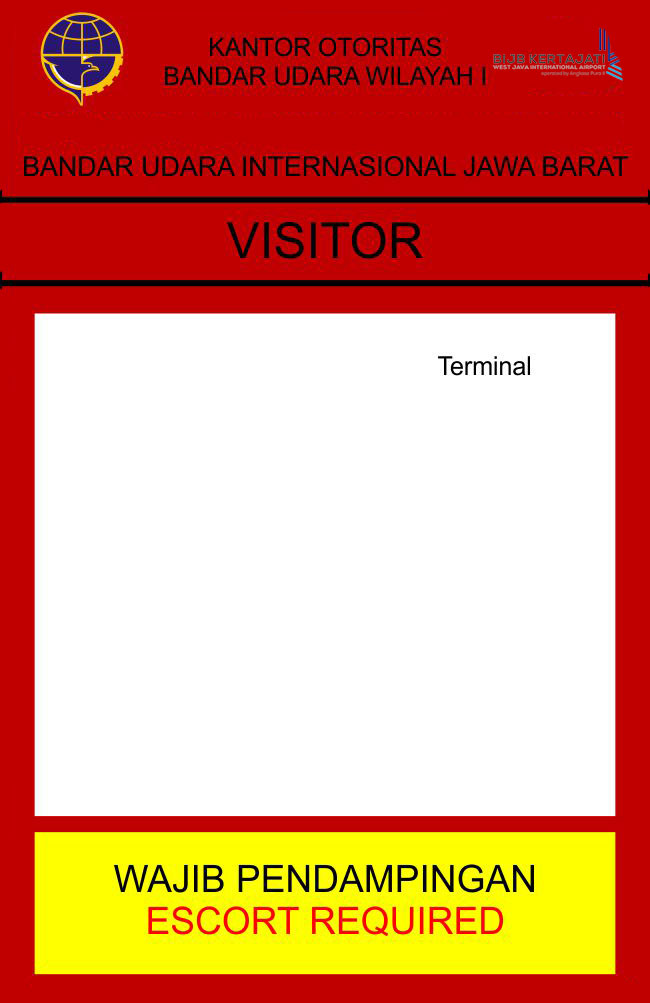 KANTOR OTORITAS
BANDAR UDARA WILAYAH I
BIJB KERTAJATI
WEST JAVA INTERNATIONAL AIRPORT
operated by Angkasa Pura II
BANDAR UDARA INTERNASIONAL JAWA BARAT
VISITOR
Terminal
WAJIB PENDAMPINGAN
ESCORT REQUIRED